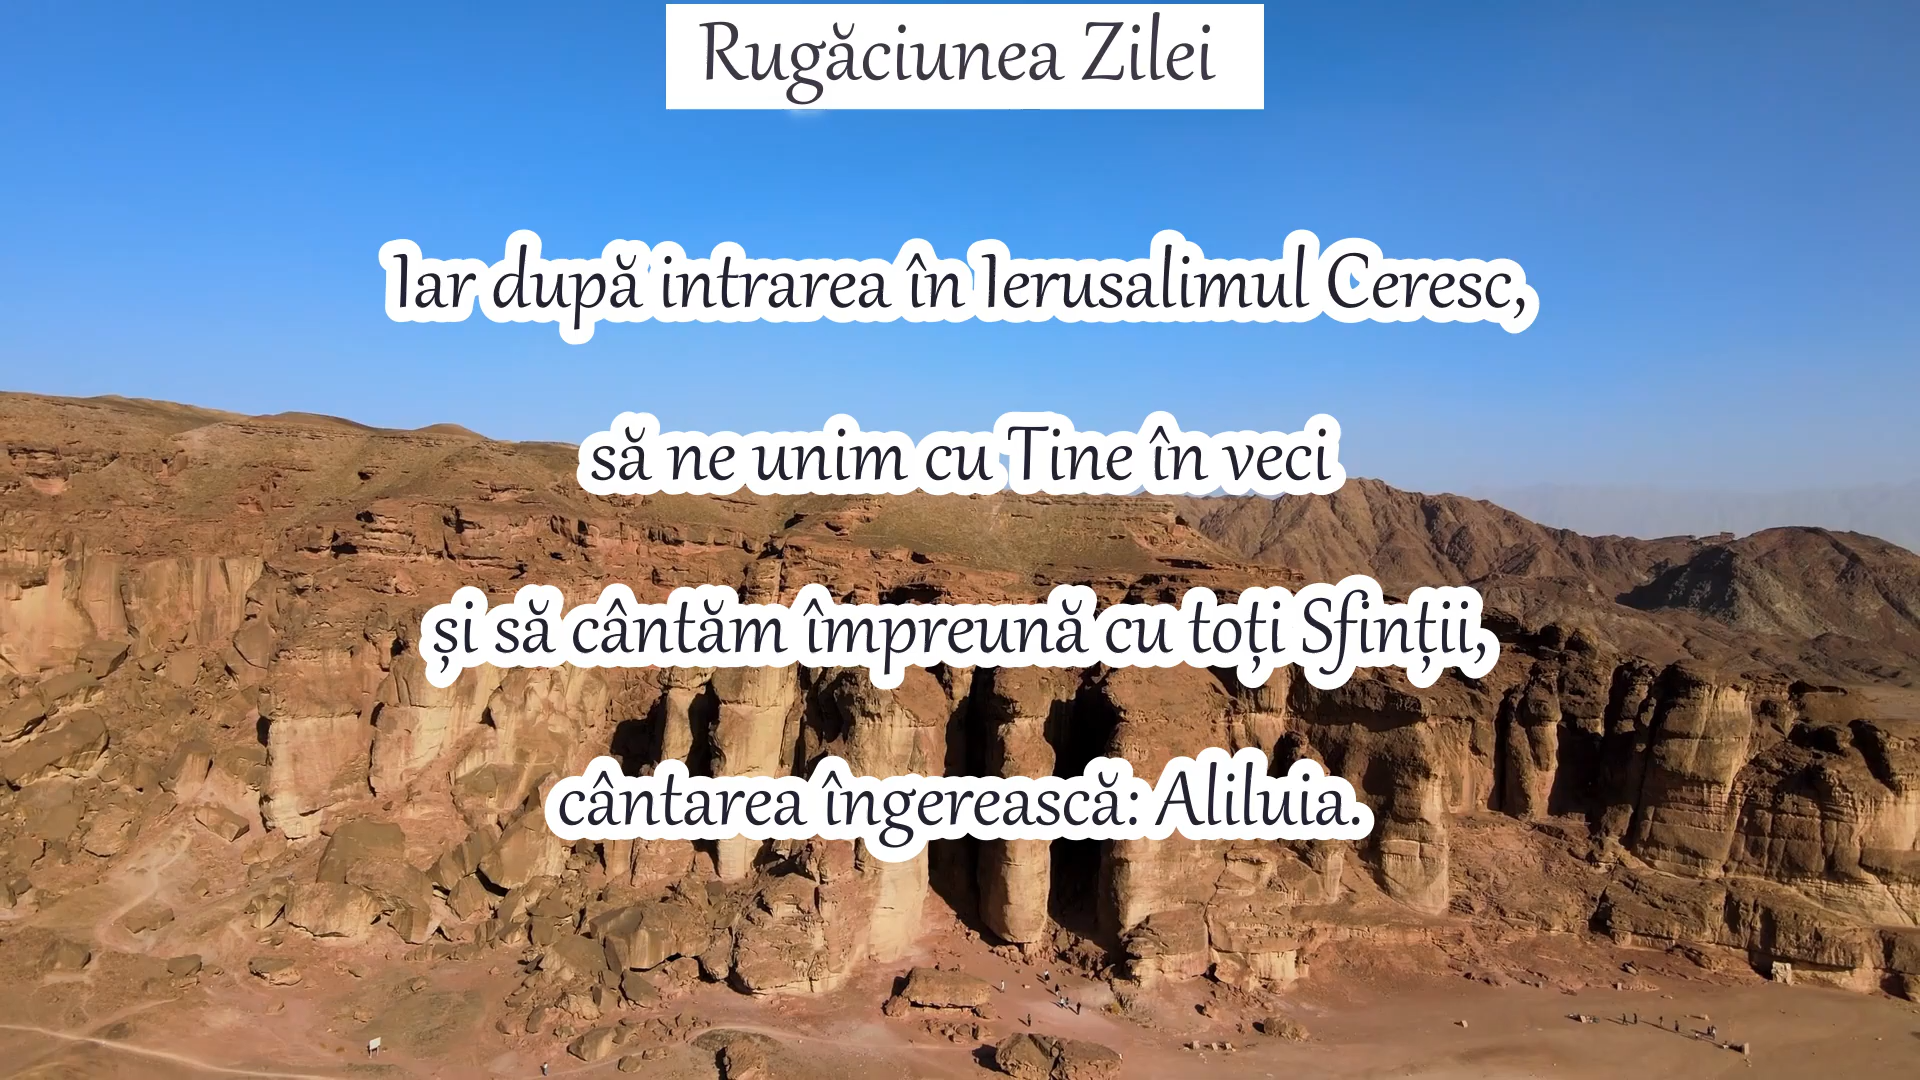 Rugăciunea Zilei
Iar după intrarea în Ierusalimul Ceresc,
să ne unim cu Tine în veci
și să cântăm împreună cu toți Sfinții,
cântarea îngerească: Aliluia.